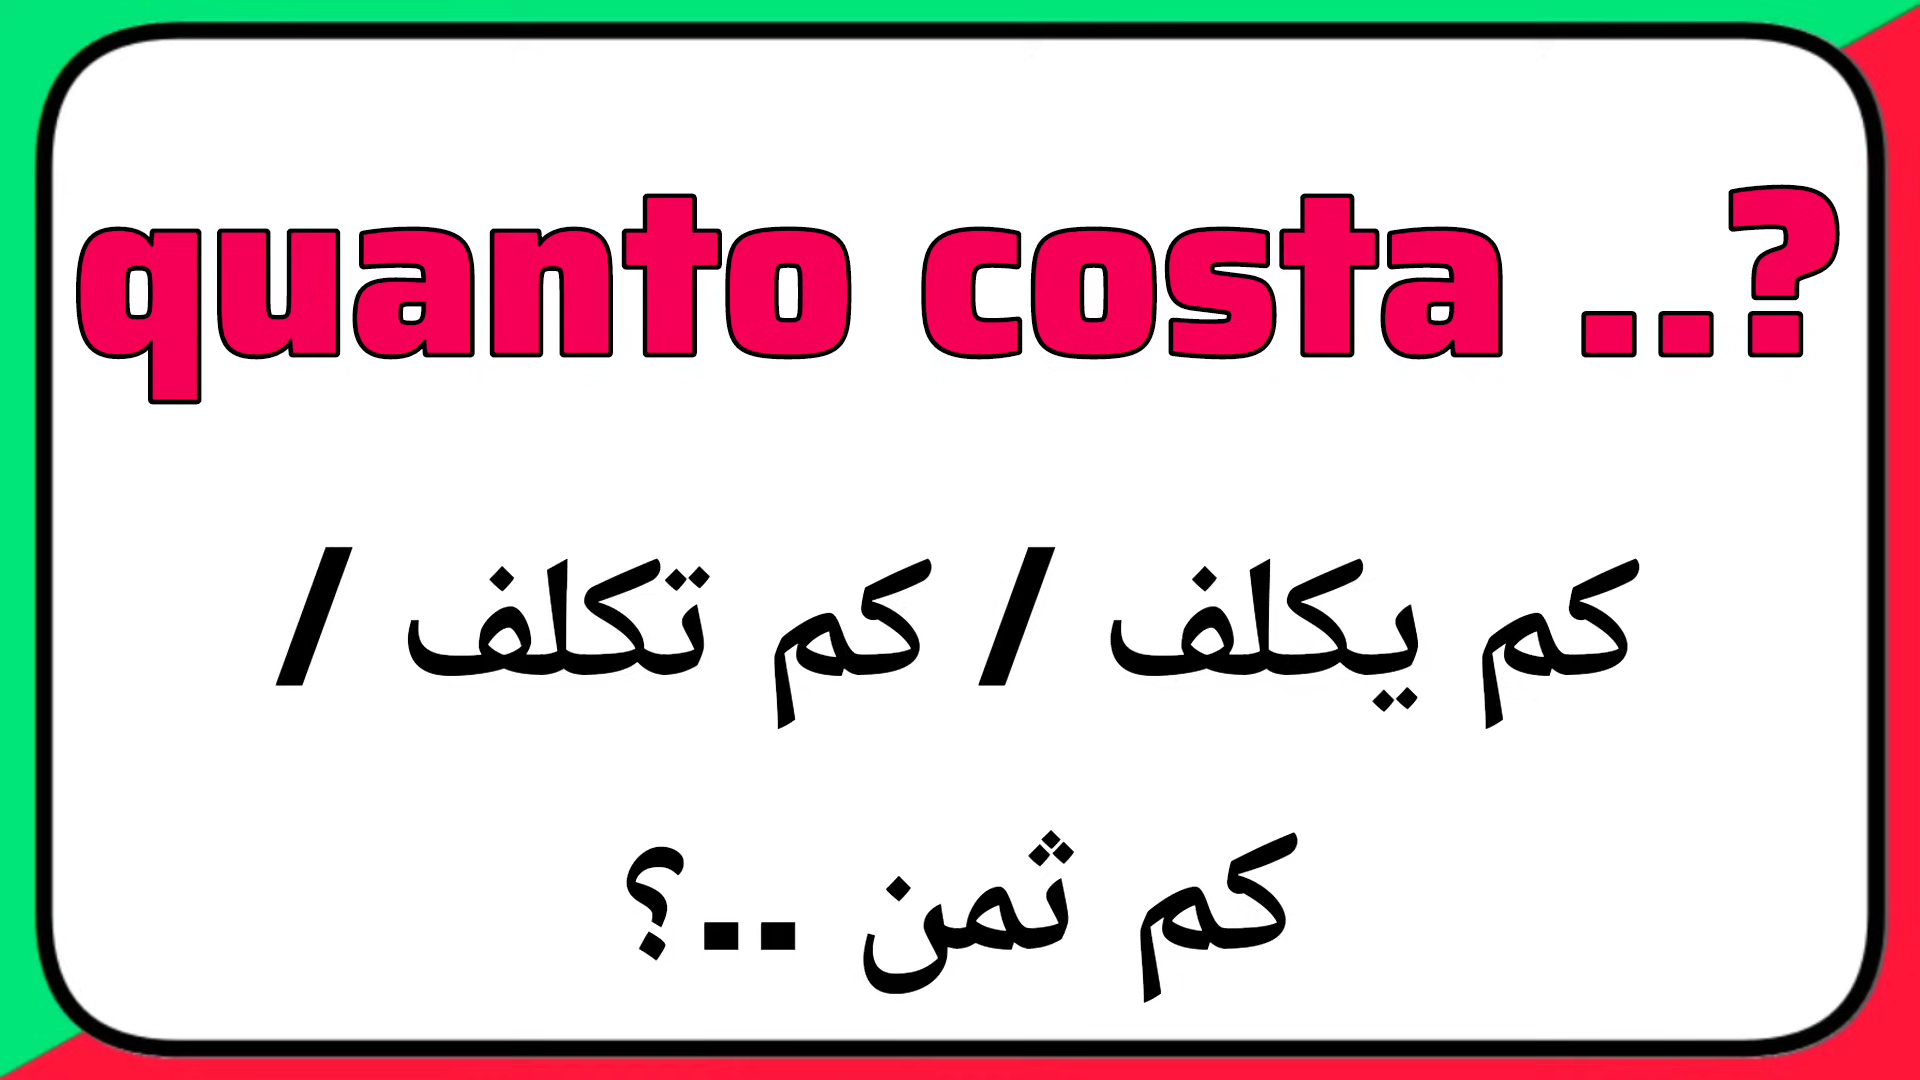 quanto costa ..?
كم يكلف / كم تكلف /
كم ثمن ..؟